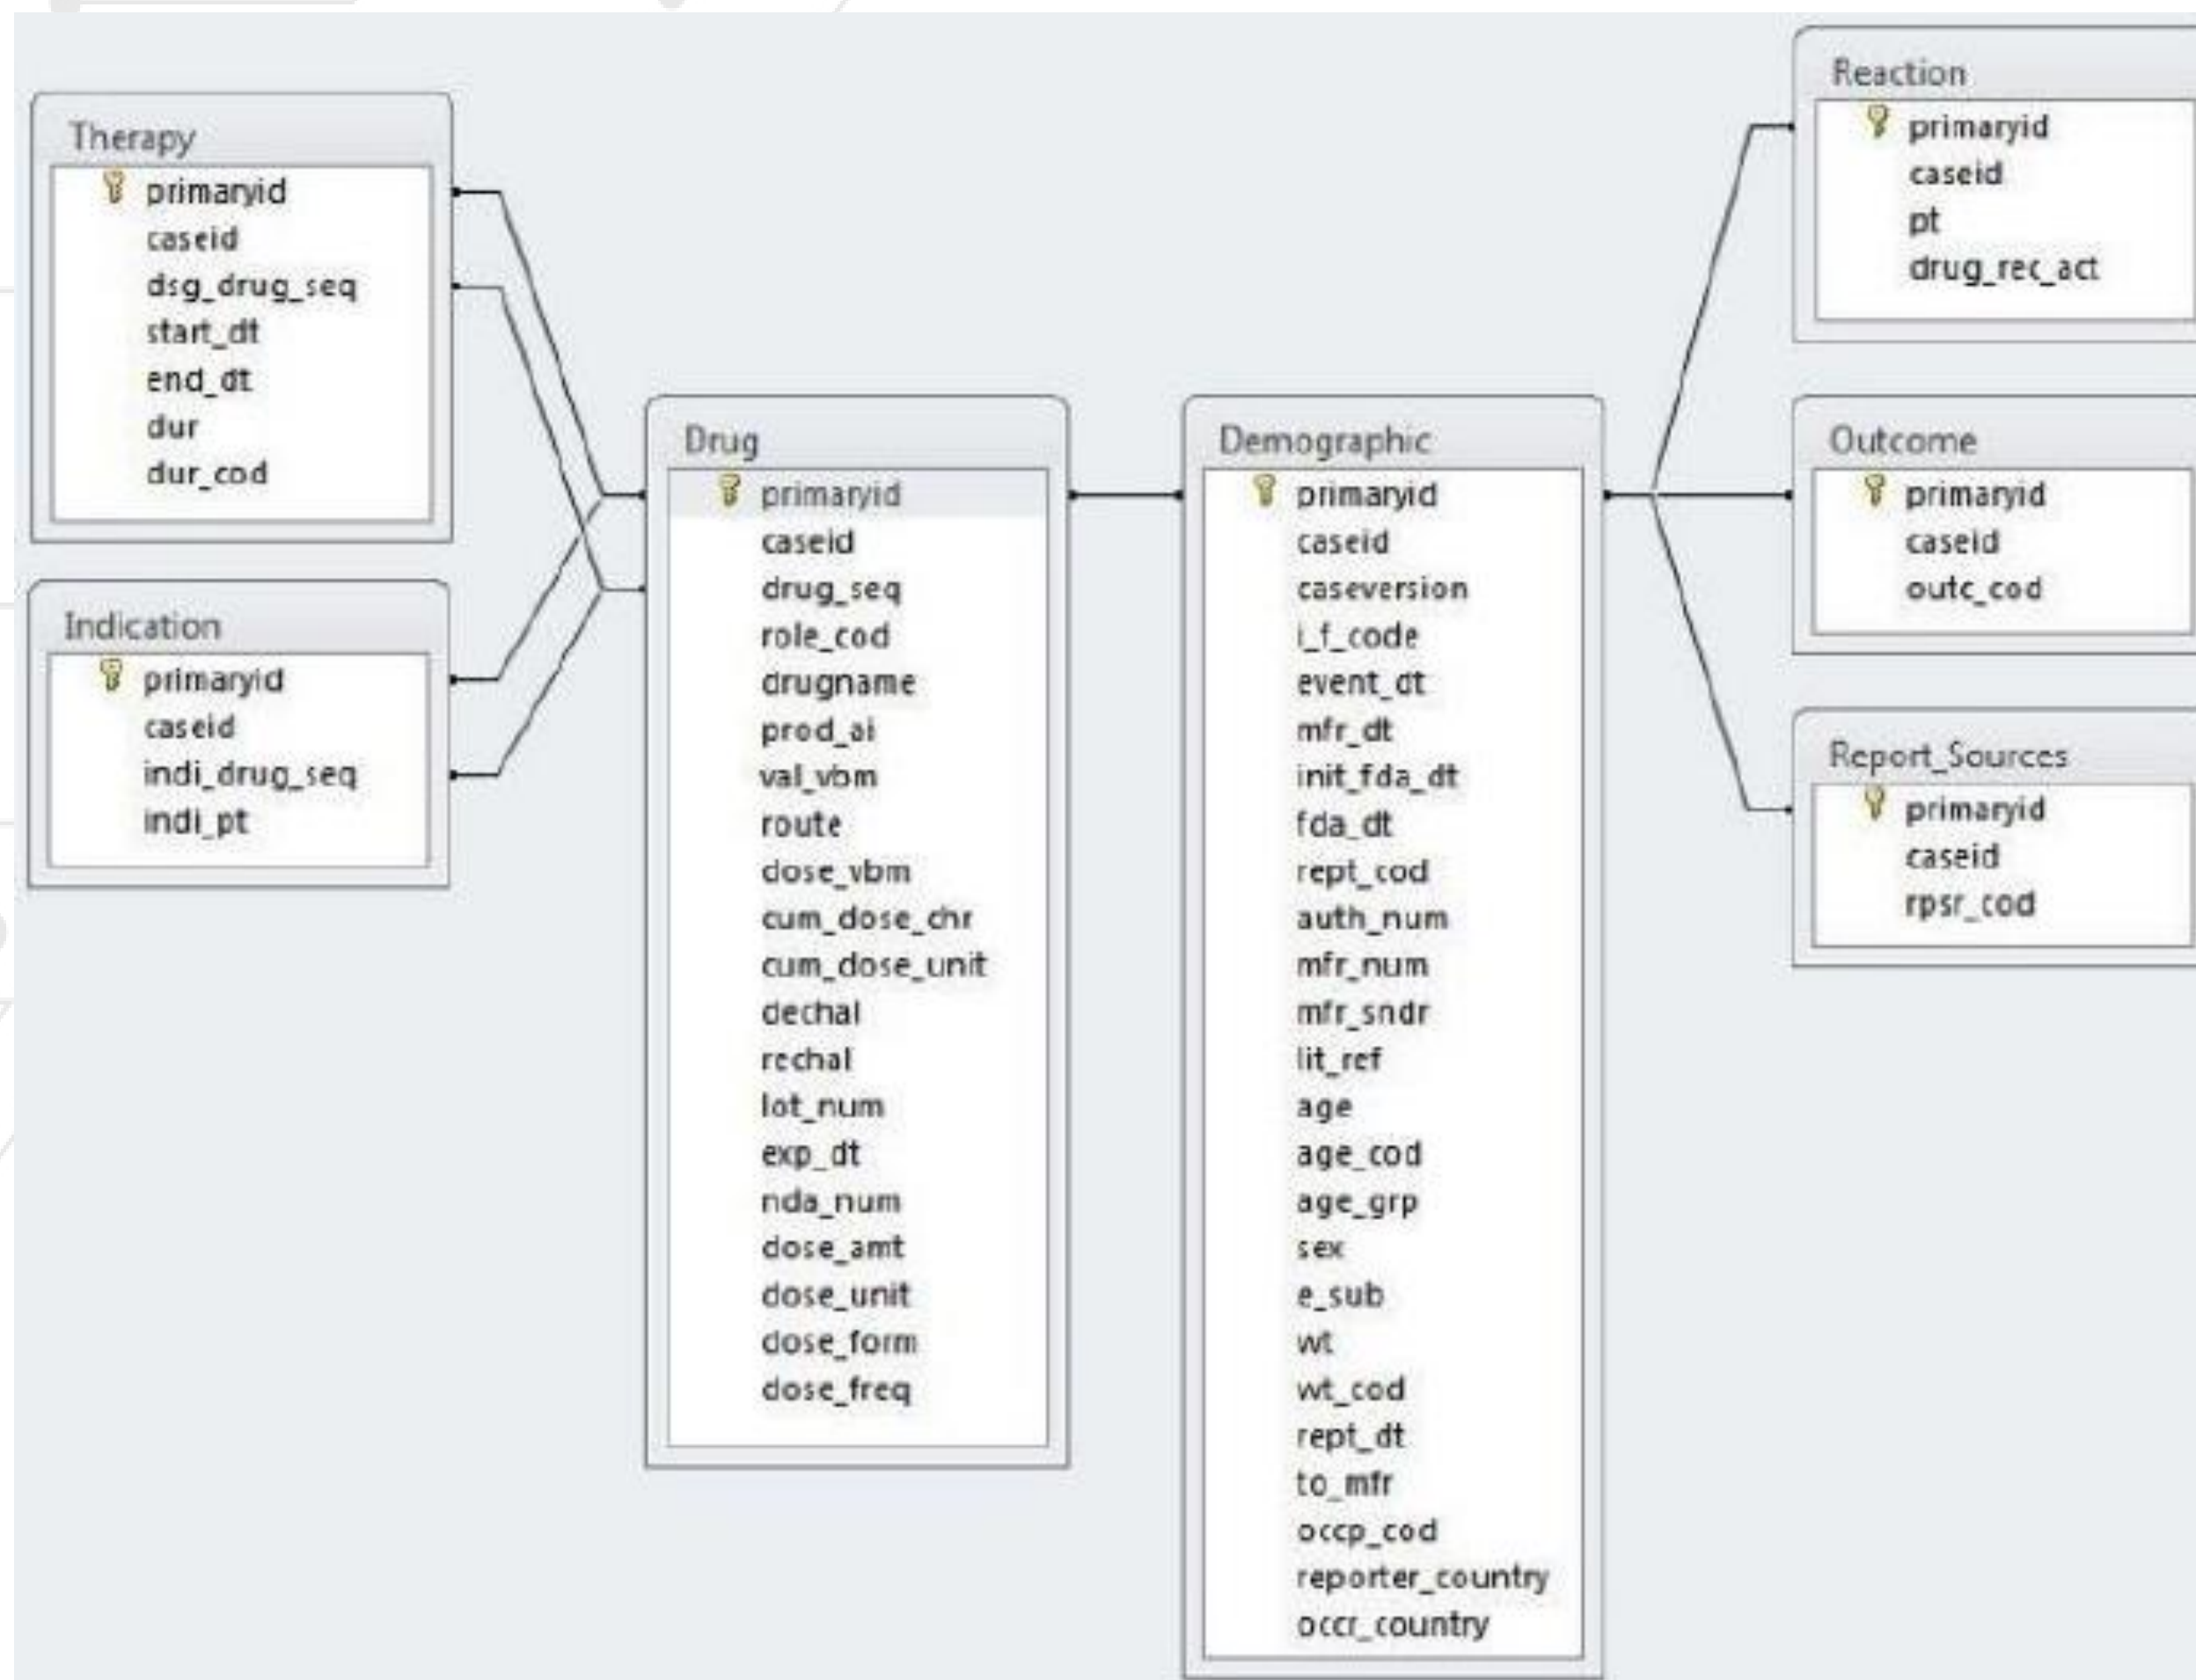 Therapy
primaryid
caseid
dsg_drug_seq
start_dt
end_dt
dur
dur_cod
Indication
primaryid
caseid
indi_drug_seq
indi_pt
Drug
primaryid
caseid
drug_seq
role_cod
drugname
prod_ai
val_vbm
route
dose_vbm
cum_dose_chr
cum_dose_unit
dechal
rechal
lot_num
exp_dt
nda_num
dose_amt
dose_unit
dose_form
dose_freq
Demographic
primaryid
caseid
caseversion
i_f_code
event_dt
mfr_dt
init_fda_dt
fda_dt
rept_cod
auth_num
mfr_num
mfr_sndr
lit_ref
age
age_cod
age_grp
sex
e_sub
wt
wt_cod
rept_dt
to_mfr
occp_cod
reporter_country
occr_country
Reaction
primaryid
caseid
pt
drug_rec_act
Outcome
primaryid
caseid
outc_cod
Report_Sources
primaryid
caseid
rpsr_cod